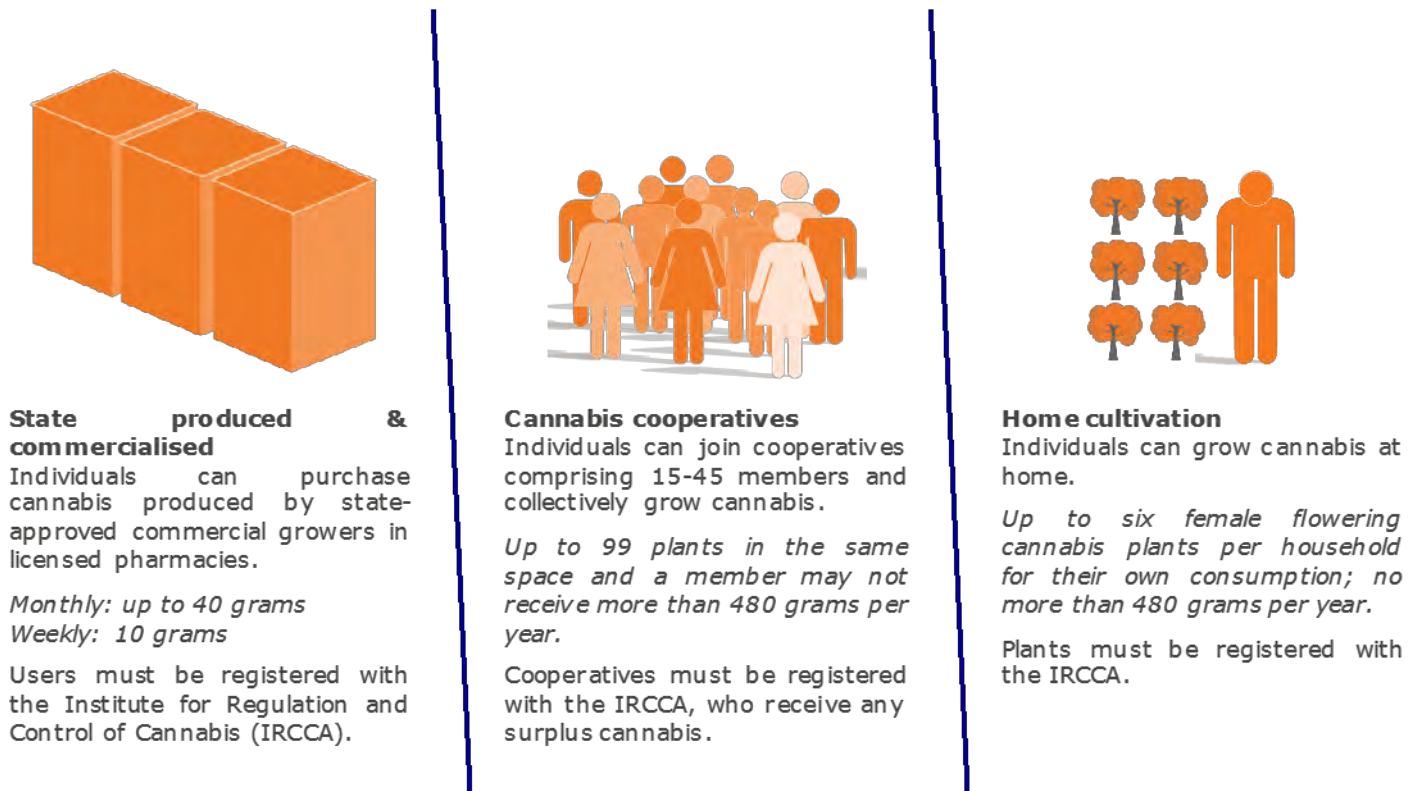 State produced &
commercialised
Individuals can purchase
cannabis produced by state-
approved commercial growers in
licensed pharmacies.
Monthly: up to 40 grams
Weekly: 10 grams
Users must be registered with
the Institute for Regulation and
Control of Cannabis (IRCCA).
Cannabis cooperatives
Individuals can join cooperatives
comprising 15-45 members and
collectively grow cannabis.
Up to 99 plants in the same
space and a member may not
receive more than 480 grams per
year.
Cooperatives must be registered
with the IRCCA, who receive any
surplus cannabis.
Home cultivation
Individuals can grow cannabis at
home.
Up to six female flowering
cannabis plants per household
for their own consumption; no
more than 480 grams per year.
Plants must be registered with
the IRCCA.